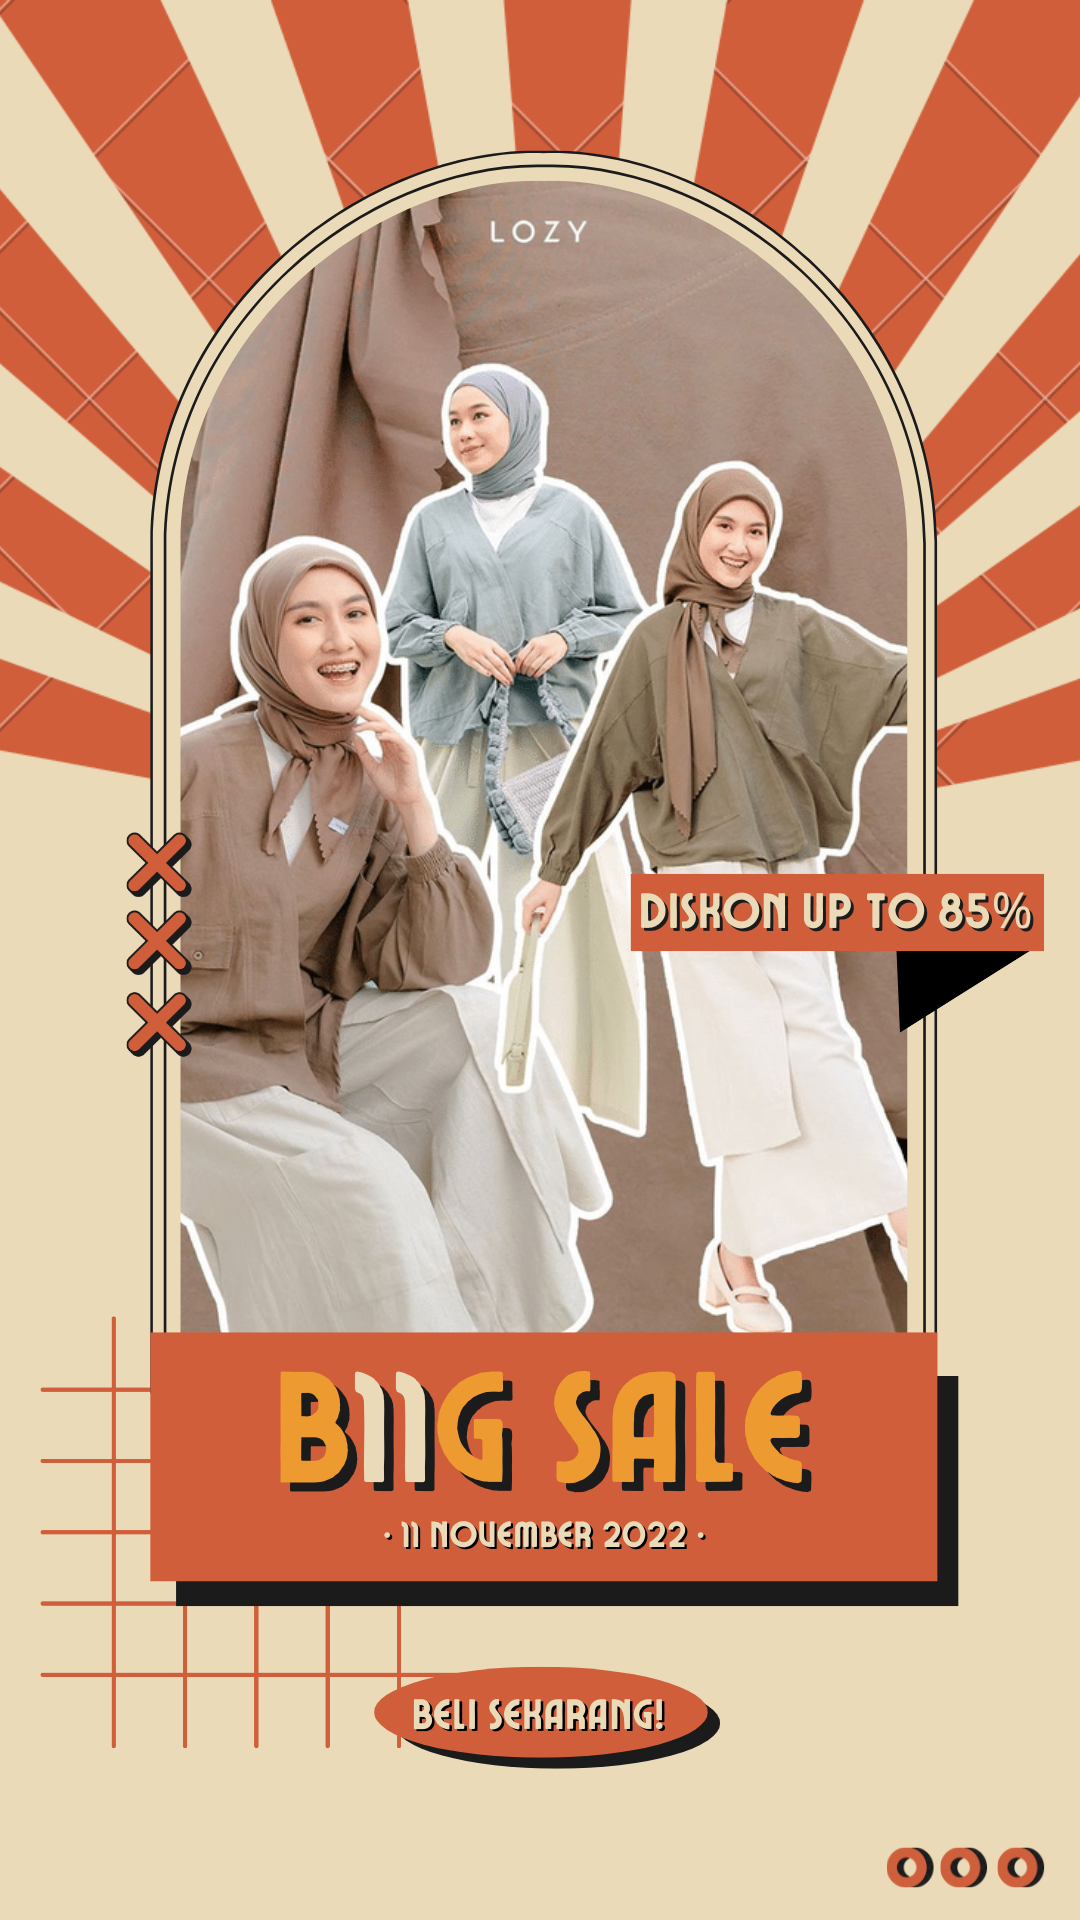 LOZY
DISKON UP TO 85%
B11G SALE
· 11 NOVEMBER 2022 ·
BELI SEKARANG!